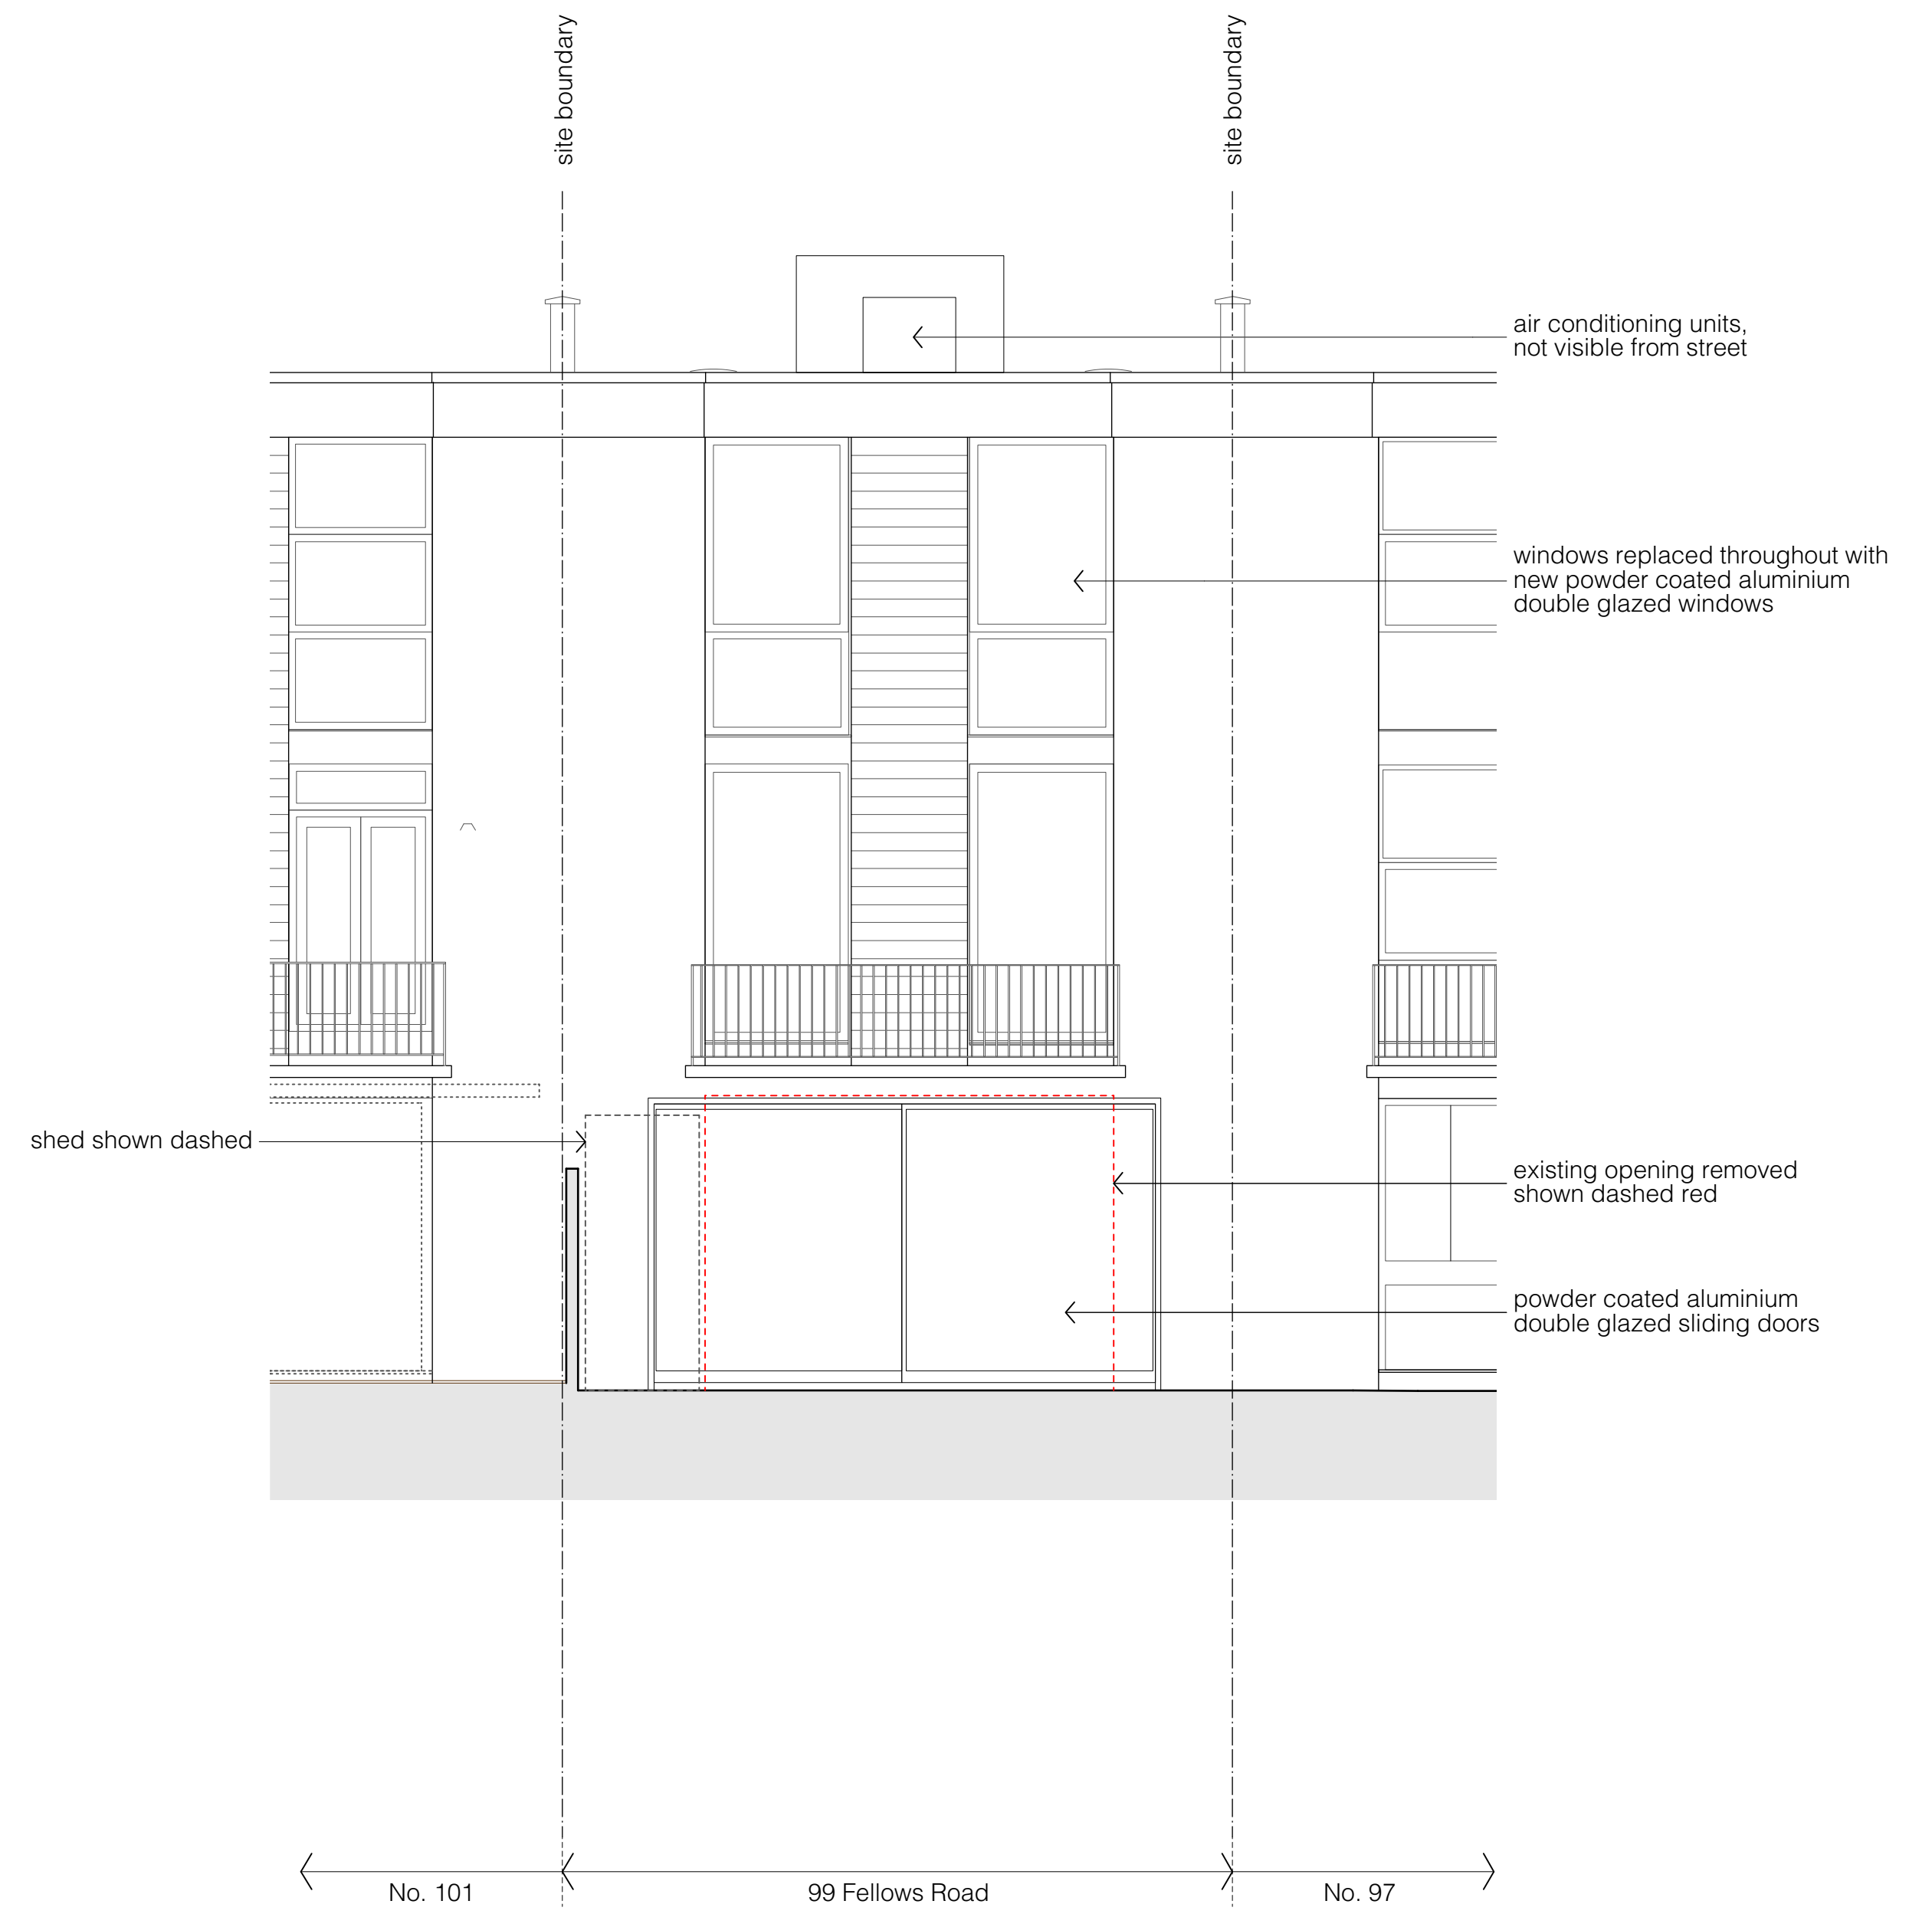 site boundary
site boundary
air conditioning units,
not visible from street
windows replaced throughout with
new powder coated aluminium
double glazed windows
shed shown dashed
existing opening removed
shown dashed red
powder coated aluminium
double glazed sliding doors
No. 101
99 Fellows Road
No. 97